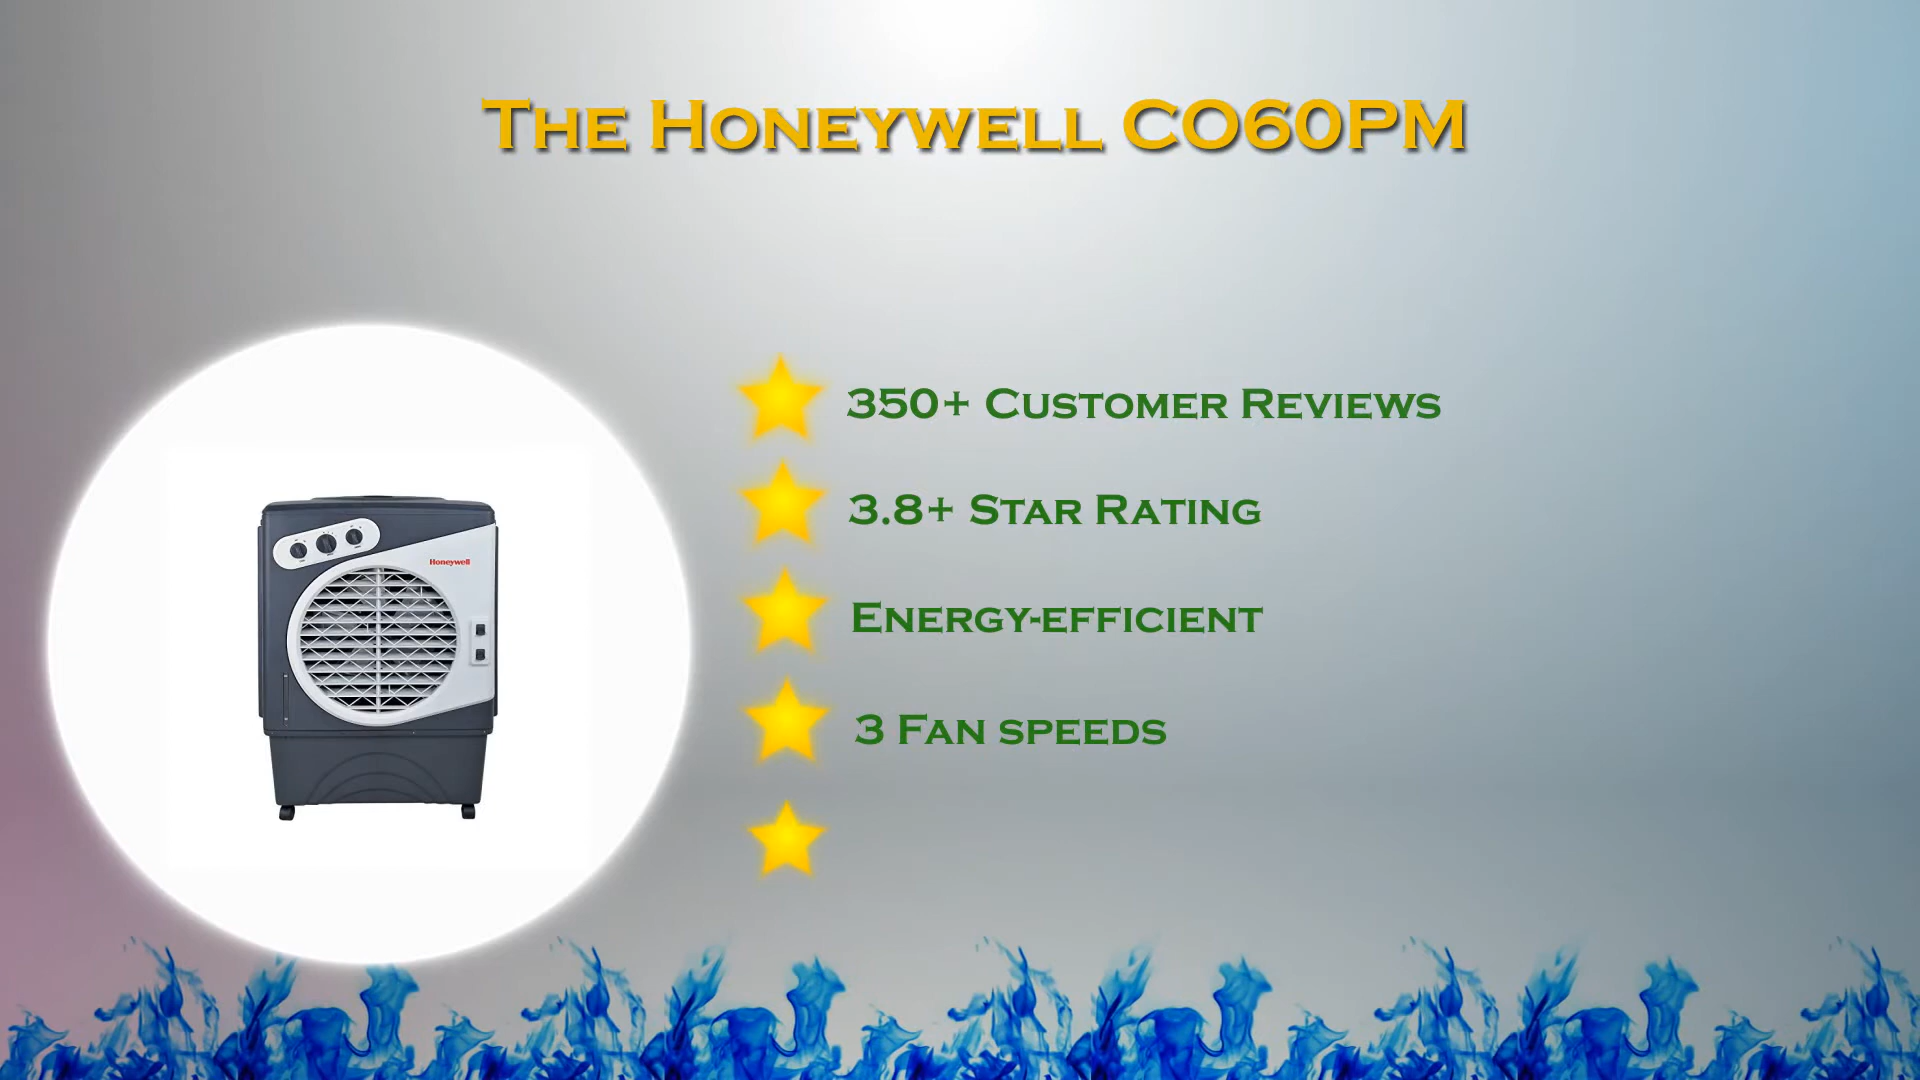 The Honeywell CO60PM
350+ Customer Reviews
3.8+ Star Rating
Energy-efficient
3 Fan speeds
Honeywell